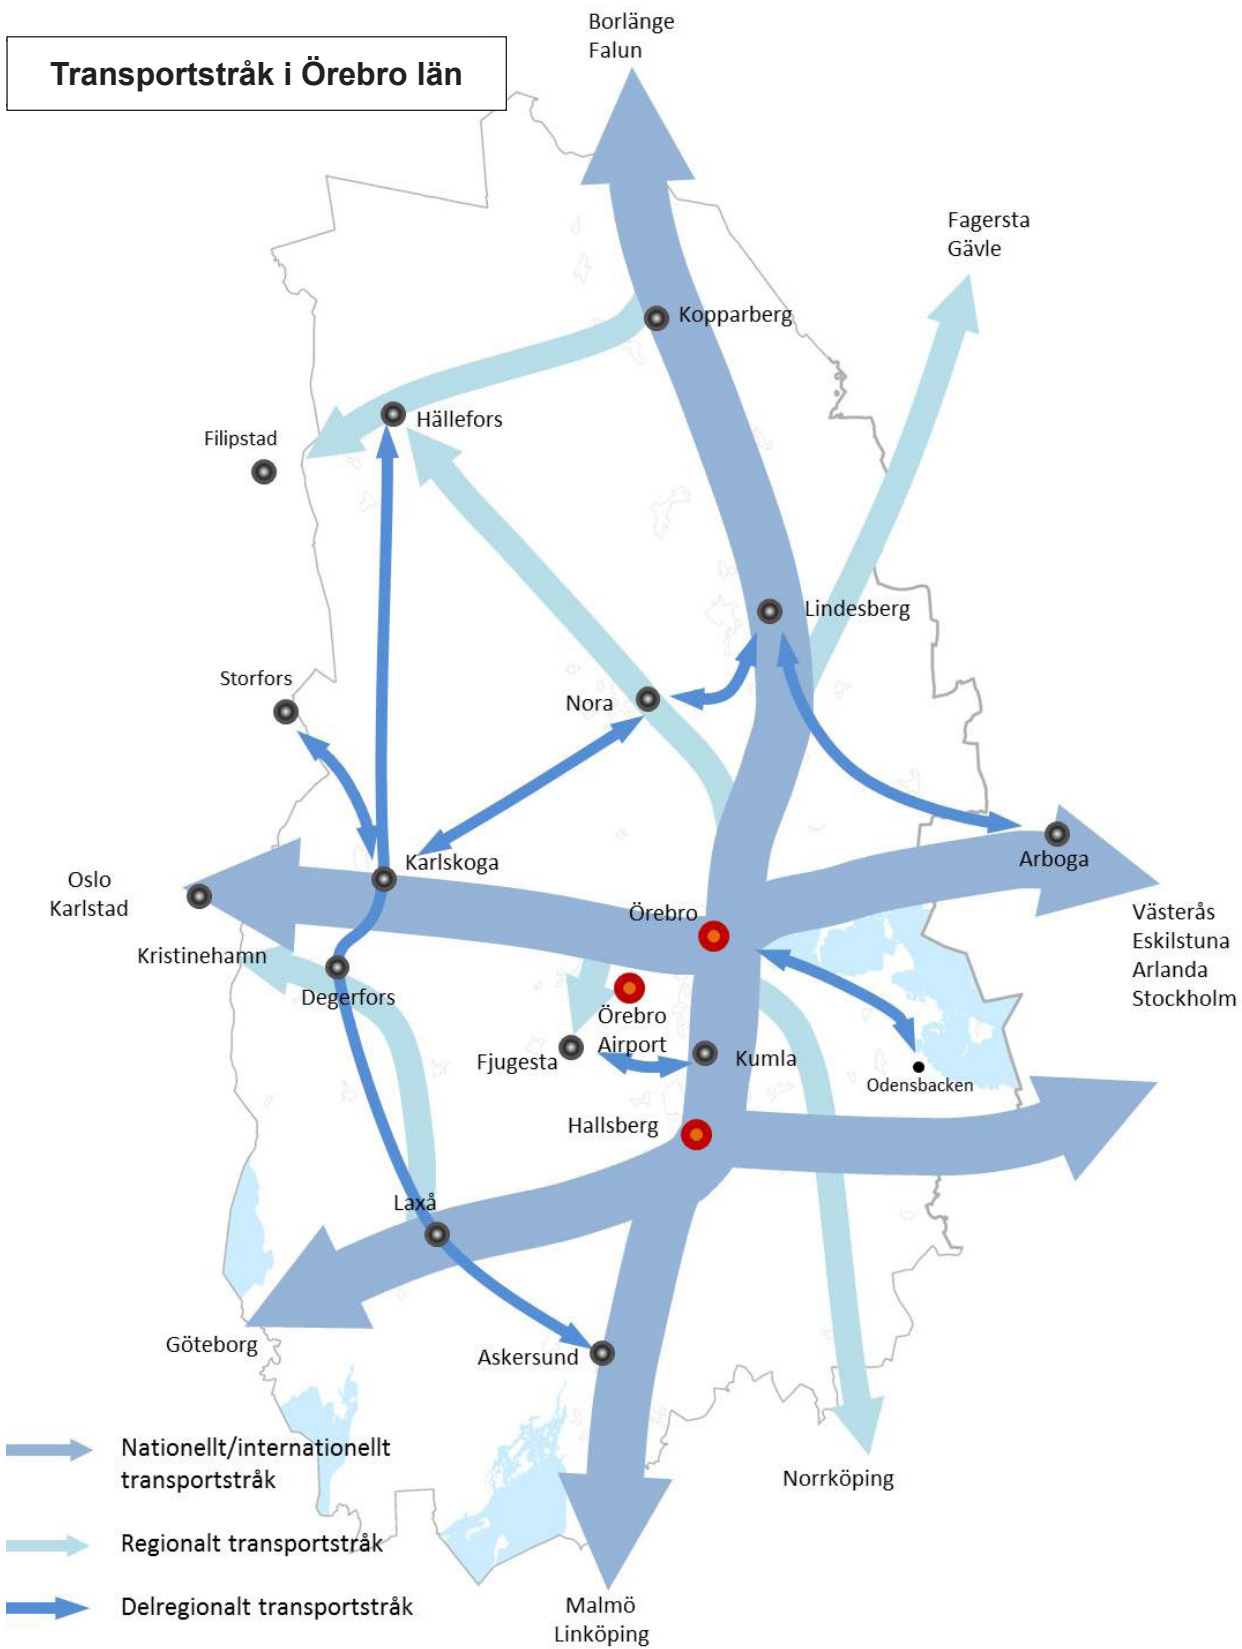 Borlänge
Falun
Transportstråk i Örebro län
Fagersta
Gävle
Kopparberg
Hällefors
Filipstad
Lindesberg
Storfors
Nora
Karlskoga
Arboga
Oslo
Karlstad
Örebro
Västerås
Eskilstuna
Arlanda
Stockholm
Kristinehamn
Degerfors
Örebro
Airport
Fjugesta
Kumla
Odensbacken
Hallsberg
Laxå
Göteborg
Askersund
Nationellt/internationellt
transportstråk
Norrköping
Regionalt transportstråk
Delregionalt transportstråk
Malmö
Linköping